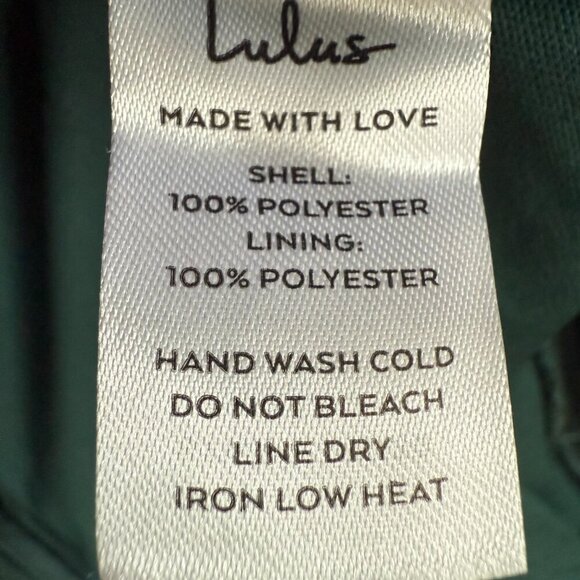 Lulus
MADE WITH LOVE
SHELL:
100% POLYESTER
LINING:
100% POLYESTER
HAND WASH COLD
DO NOT BLEACH
LINE DRY
IRON LOW HEAT